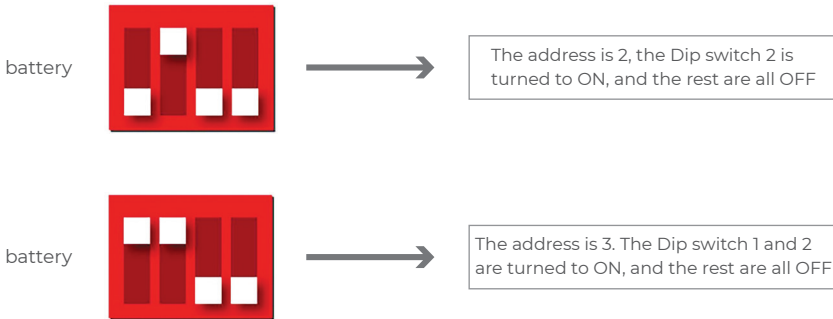 battery
The address is 2, the Dip switch 2 is
turned to ON, and the rest are all OFF
battery
The address is 3. The Dip switch 1 and 2
are turned to ON, and the rest are all OFF